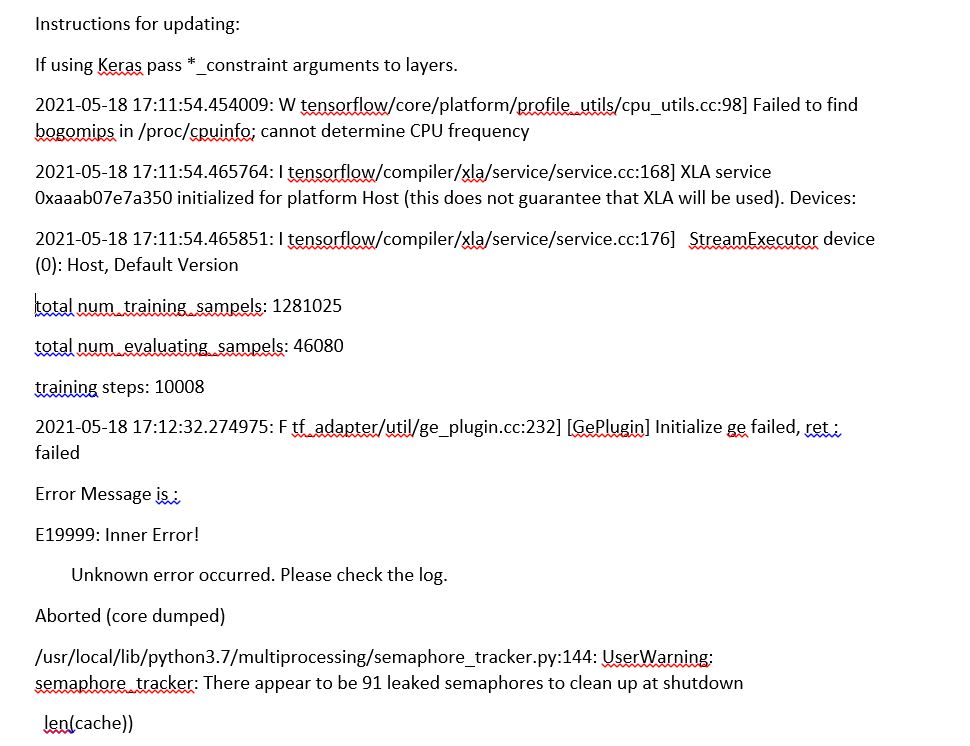 Instructions for updating:
If using Keras pass *_constraint arguments to layers.
2021-05-18 17:11:54.454009: W tensorflow/core/platform/profile_utils/cpu_utils.cc:98] Failed to find
bogomips in /proc/cpuinfo; cannot determine CPU frequency
2021-05-18 17:11:54.465764: I tensorflow/compiler/xla/service/service.cc:168] XLA service
0xaaab07e7a350 initialized for platform Host (this does not guarantee that XLA will be used). Devices:
2021-05-18 17:11:54.465851: I tensorflow/compiler/xla/service/service.cc:176]   StreamExecutor device
(0): Host, Default Version
total num_training_sampels: 1281025
total num_evaluating_sampels: 46080
training steps: 10008
2021-05-18 17:12:32.274975: F tf_adapter/util/ge_plugin.cc:232] [GePlugin] Initialize ge failed, ret :
failed
Error Message is :
E19999: Inner Error!
Unknown error occurred. Please check the log.
Aborted (core dumped)
/usr/local/lib/python3.7/multiprocessing/semaphore_tracker.py:144: UserWarning:
semaphore_tracker: There appear to be 91 leaked semaphores to clean up at shutdown
len(cache))